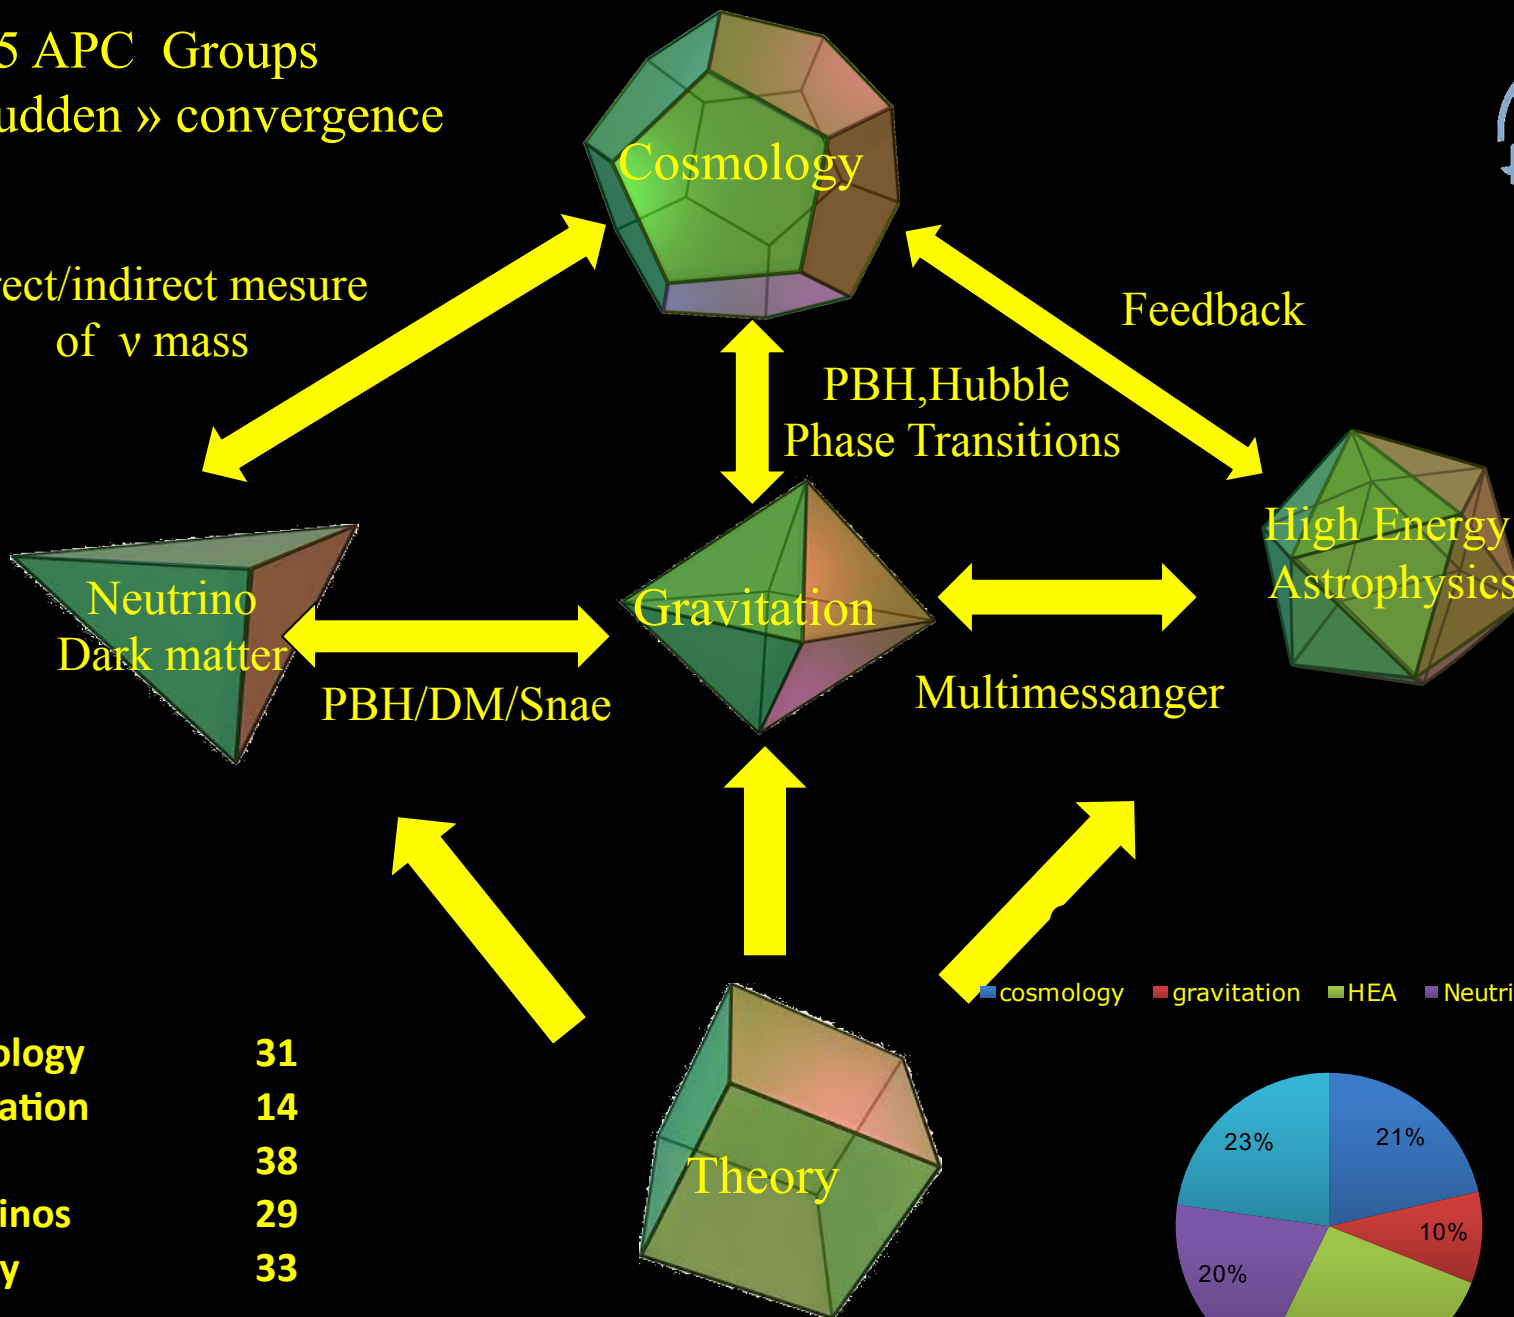 5 APC Groups
udden » convergence
Cosmology
rect/indirect mesure
of ν mass
Feedback
PBH,Hubble
Phase Transitions
High Energy
Astrophysics
Neutrino
Dark matter
Gravitation
PBH/DM/Snae
Multimessanger
cosmology gravitation HEA Neutri
ology 31
ation 14
38
inos 29
y 33
Theory
23%
21%
10%
20%